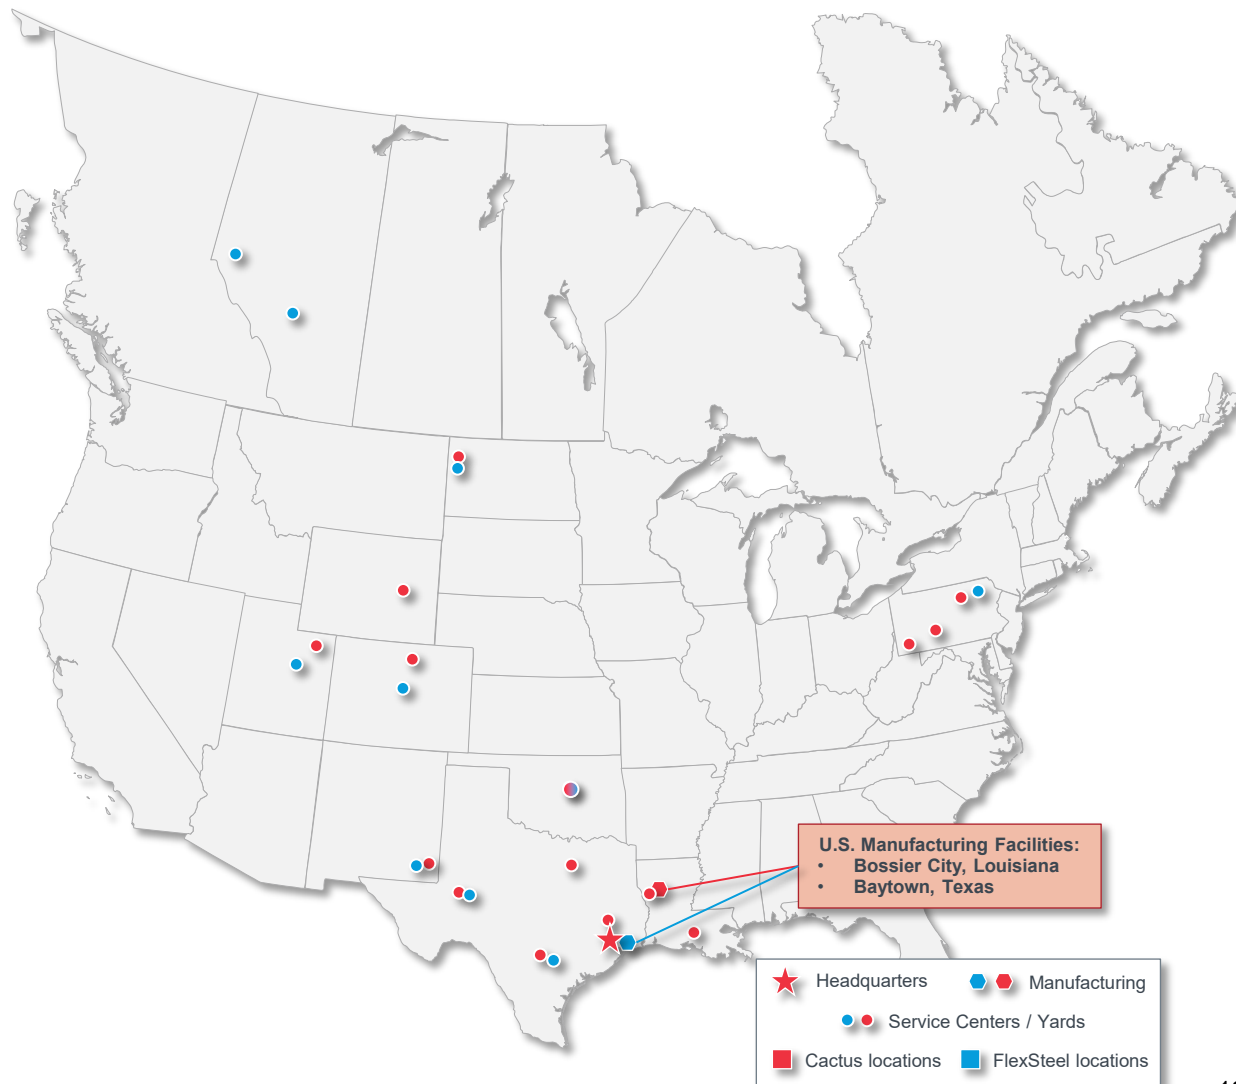 U.S. Manufacturing Facilities:
• Bossier City, Louisiana
• Baytown, Texas
Headquarters
Manufacturing
Service Centers / Yards
Cactus locations
FlexSteel locations